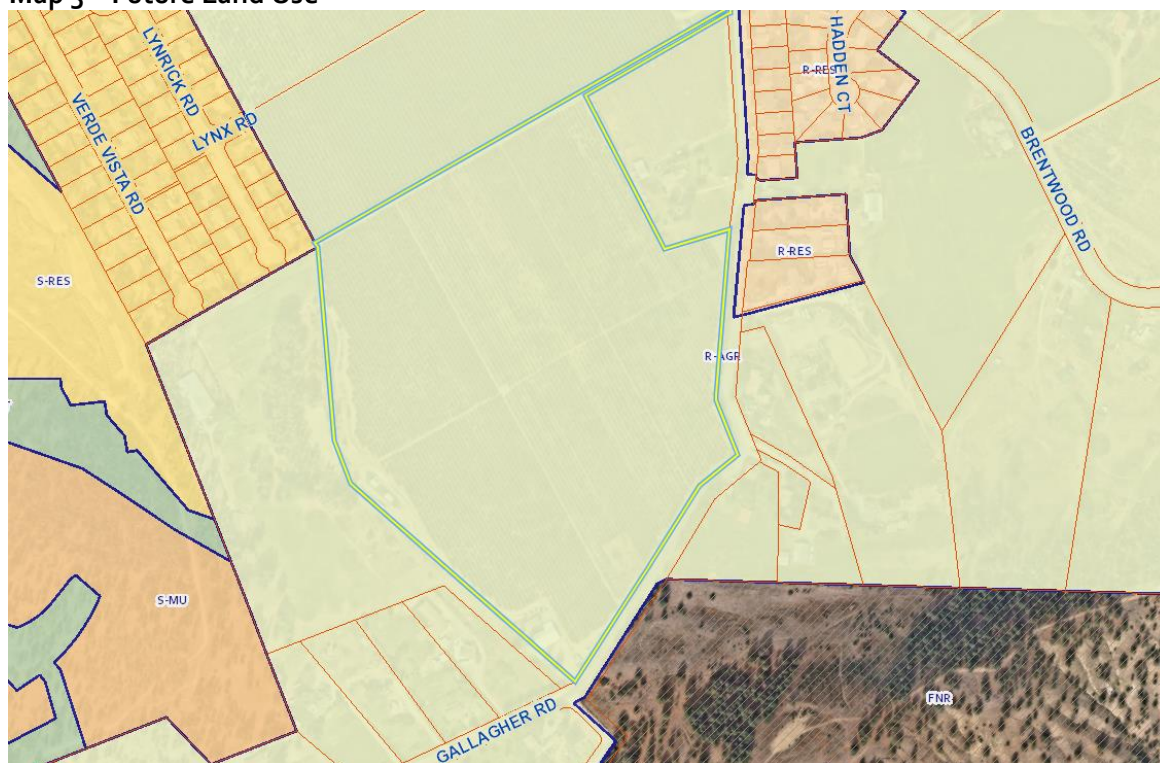 Map – Future Land Use
LYNRICK RD
HADDEN CT
R-RES
VERDE VISTA RD
LYNX RD
BRENTWOOD RD
R-RES
S-RES
R-AGR
S-MU
FNR
GALLAGHER RD